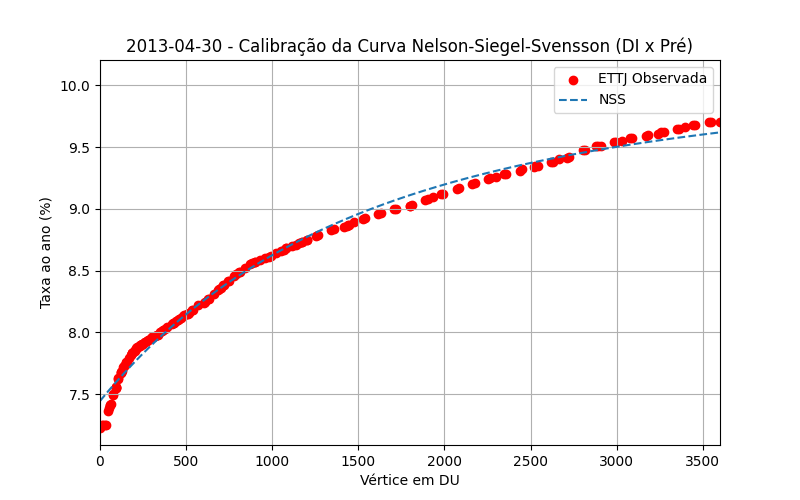 2013-04-30 - Calibração da Curva Nelson-Siegel-Svensson (DI x Pré)
ETTJ Observada
NSS
Taxa ao ano (%)
10.0
9.5
9.0
8.5
8.0
7.5
0 500 1000 1500 2000 2500 3000 3500
Vértice em DU